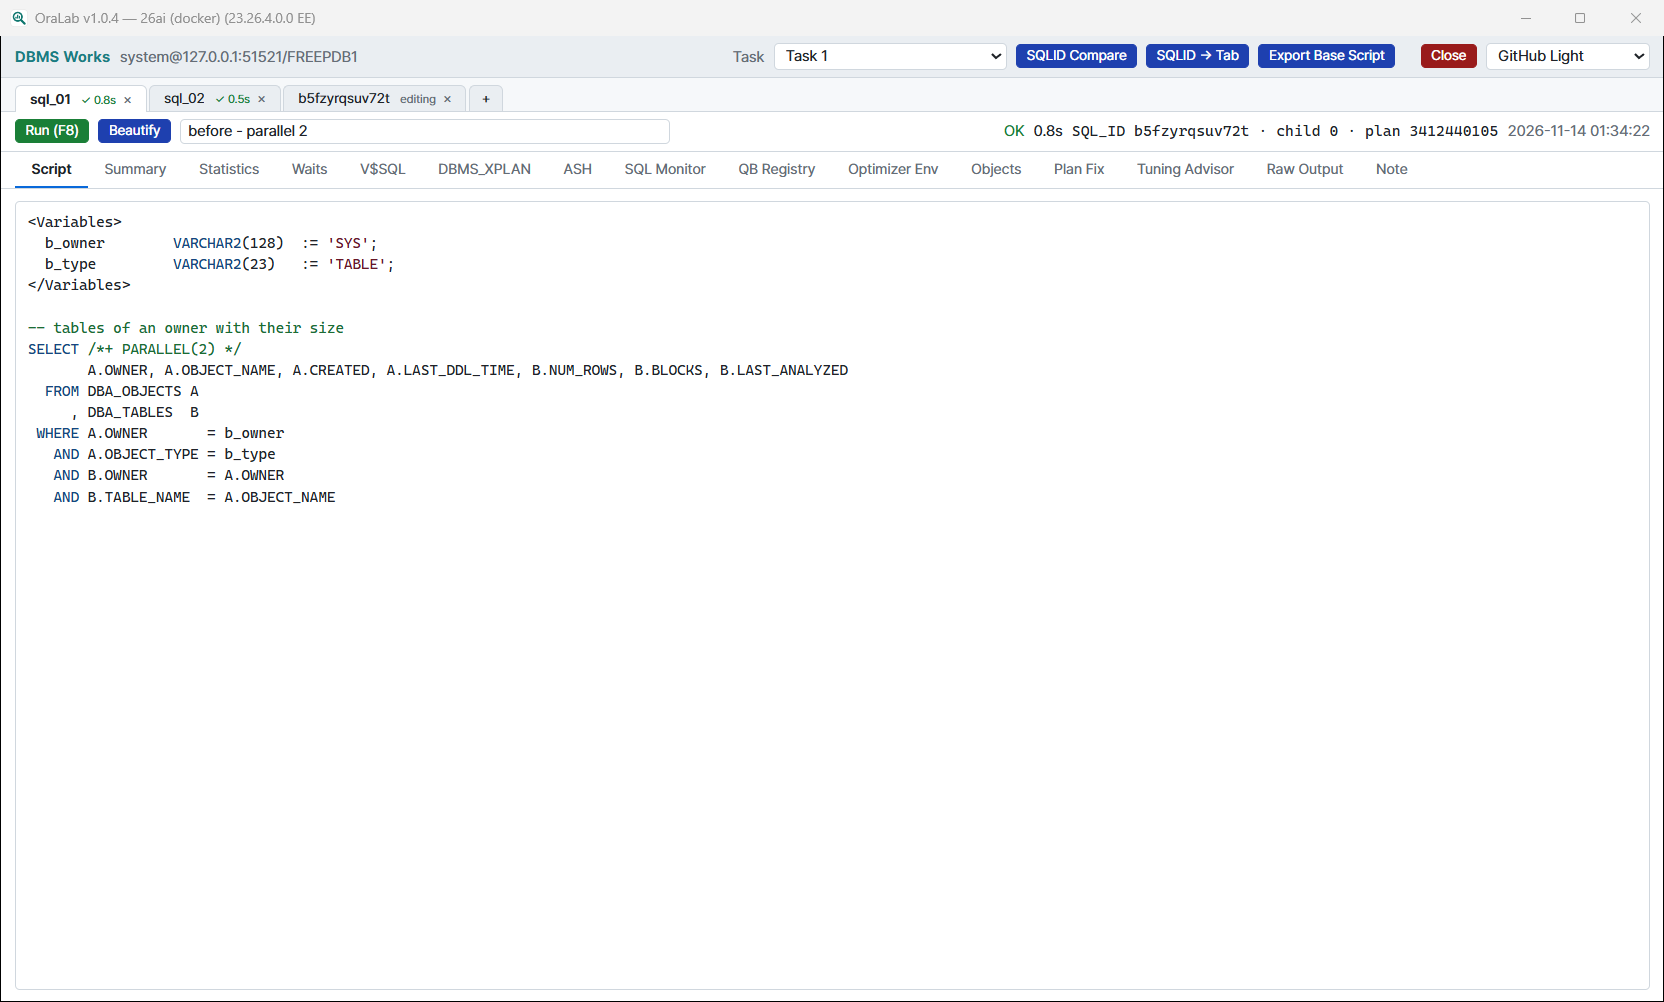 OraLab v1.0.4 — 26ai (docker) (23.26.4.0.0 EE)
DBMS Works system@127.0.0.1:51521/FREEPDB1 Task Task 1 SQLID Compare SQLID → Tab Export Base Script Close GitHub Light
sql_01 ✓ 0.8s × sql_02 ✓ 0.5s × b5fzyrqsuv72t editing × +
Run (F8) Beautify before - parallel 2 OK 0.8s SQL_ID b5fzyrqsuv72t · child 0 · plan 3412440105 2026-11-14 01:34:22
Script Summary Statistics Waits V$SQL DBMS_XPLAN ASH SQL Monitor QB Registry Optimizer Env Objects Plan Fix Tuning Advisor Raw Output Note
<Variables>
  b_owner        VARCHAR2(128)  := 'SYS';
  b_type         VARCHAR2(23)   := 'TABLE';
</Variables>

-- tables of an owner with their size
SELECT /*+ PARALLEL(2) */
       A.OWNER, A.OBJECT_NAME, A.CREATED, A.LAST_DDL_TIME, B.NUM_ROWS, B.BLOCKS, B.LAST_ANALYZED
  FROM DBA_OBJECTS A
     , DBA_TABLES  B
 WHERE A.OWNER       = b_owner
   AND A.OBJECT_TYPE = b_type
   AND B.OWNER       = A.OWNER
   AND B.TABLE_NAME  = A.OBJECT_NAME